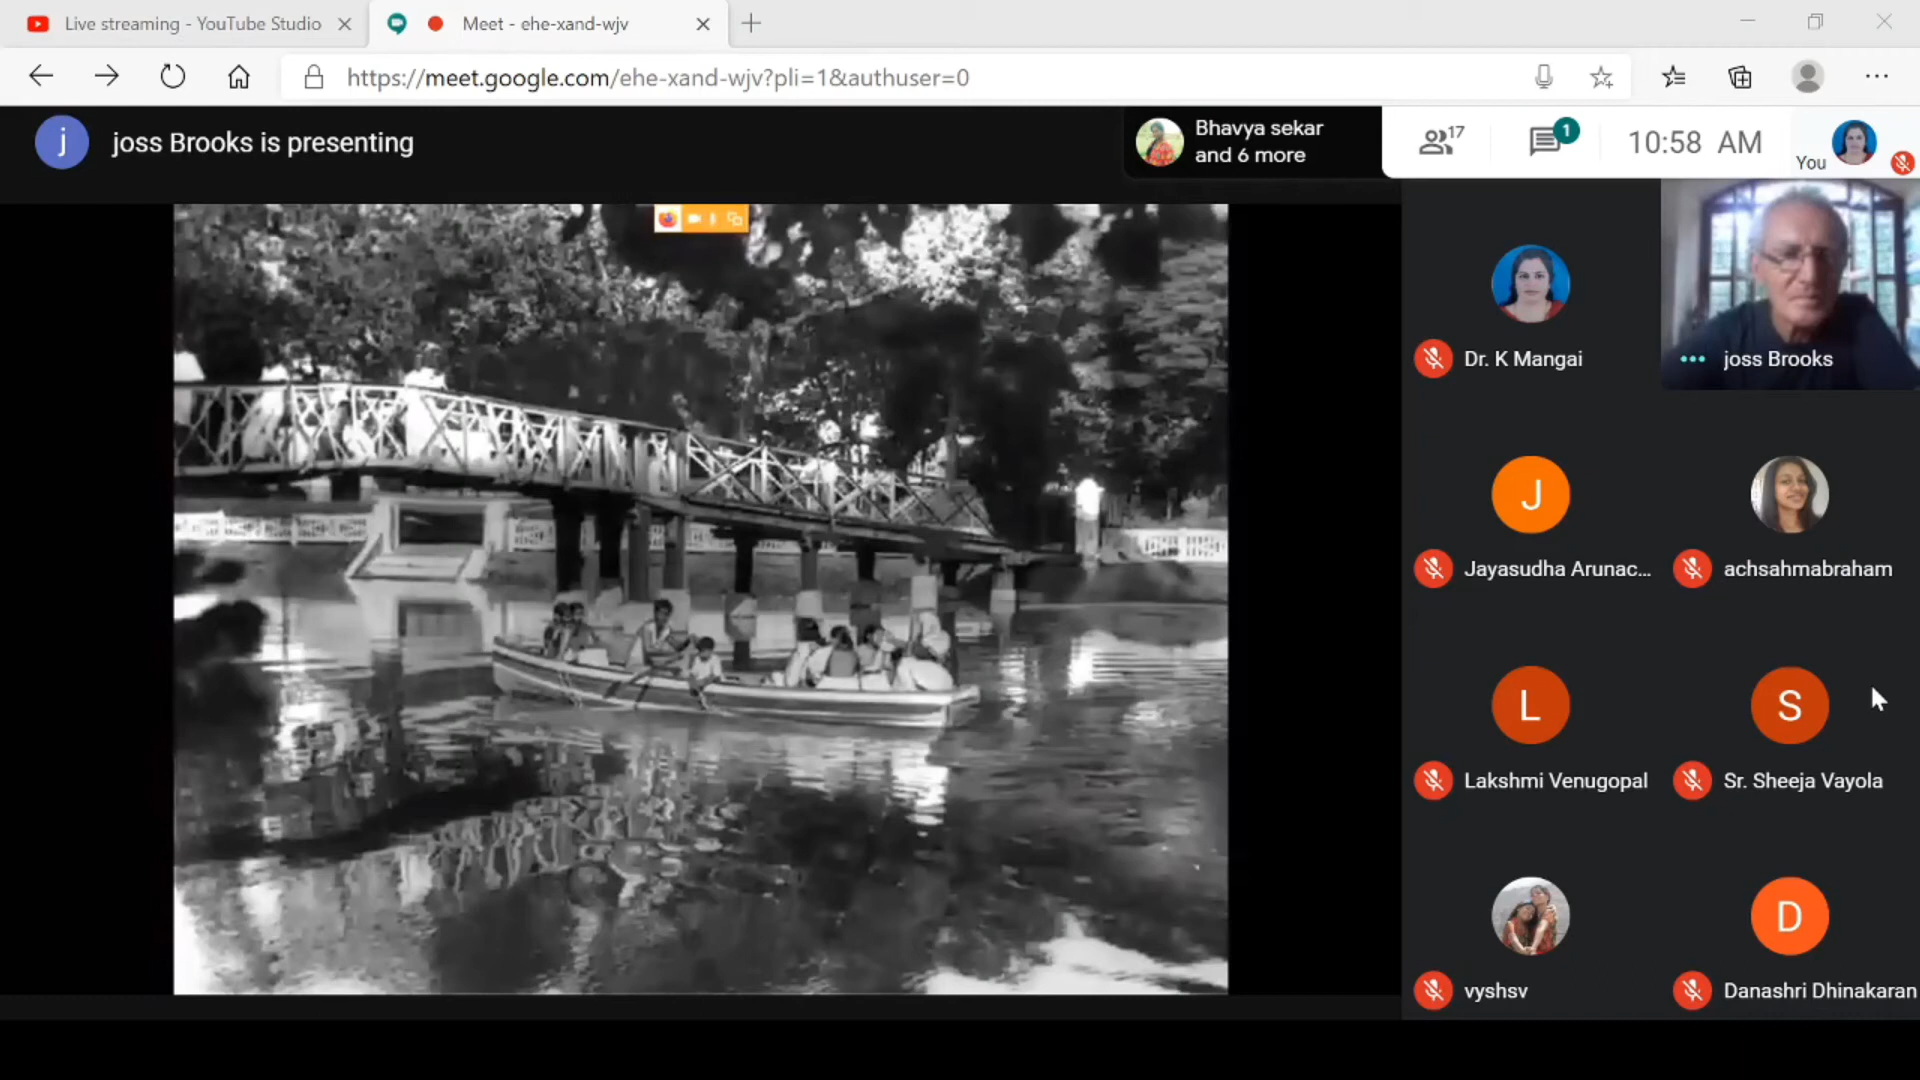 Live streaming - YouTube Studio
Meet - ehe-xand-wjv
https://meet.google.com/ehe-xand-wjv?pli=1&authuser=0
j
joss Brooks is presenting
Bhavya sekar
and 6 more
17
1
10:58 AM
You
Dr. K Mangai
joss Brooks
J
Jayasudha Arunac...
achsahmabraham
L
Lakshmi Venugopal
S
Sr. Sheeja Vayola
vyshsv
D
Danashri Dhinakaran